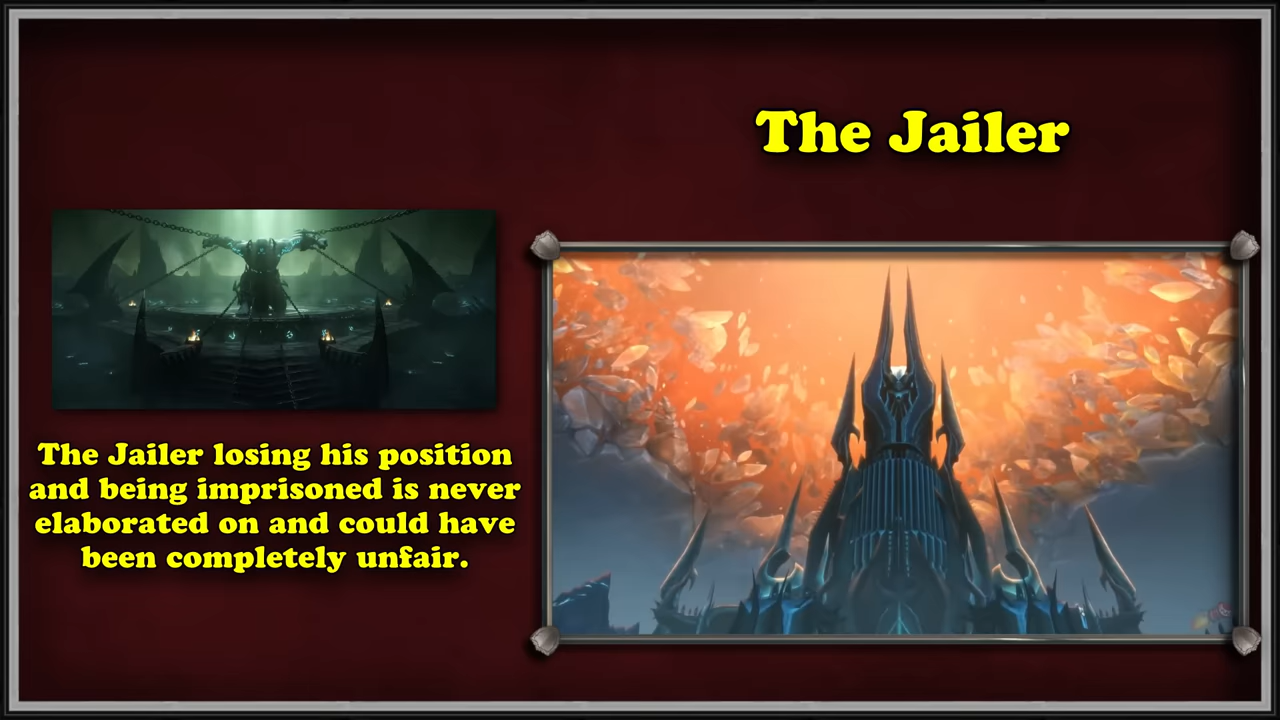 The Jailer
The Jailer losing his position
and being imprisoned is never
elaborated on and could have
been completely unfair.